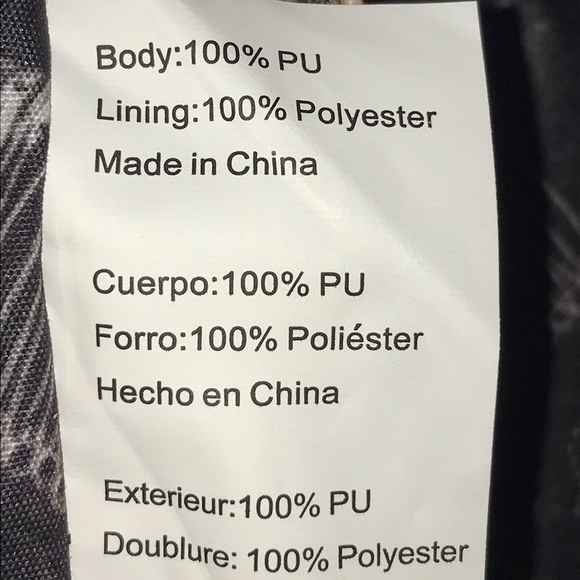 Body:100% PU
Lining:100% Polyester
Made in China
Cuerpo:100% PU
Forro:100% Poliéster
Hecho en China
Exterieur:100% PU
Doublure: 100% Polyester